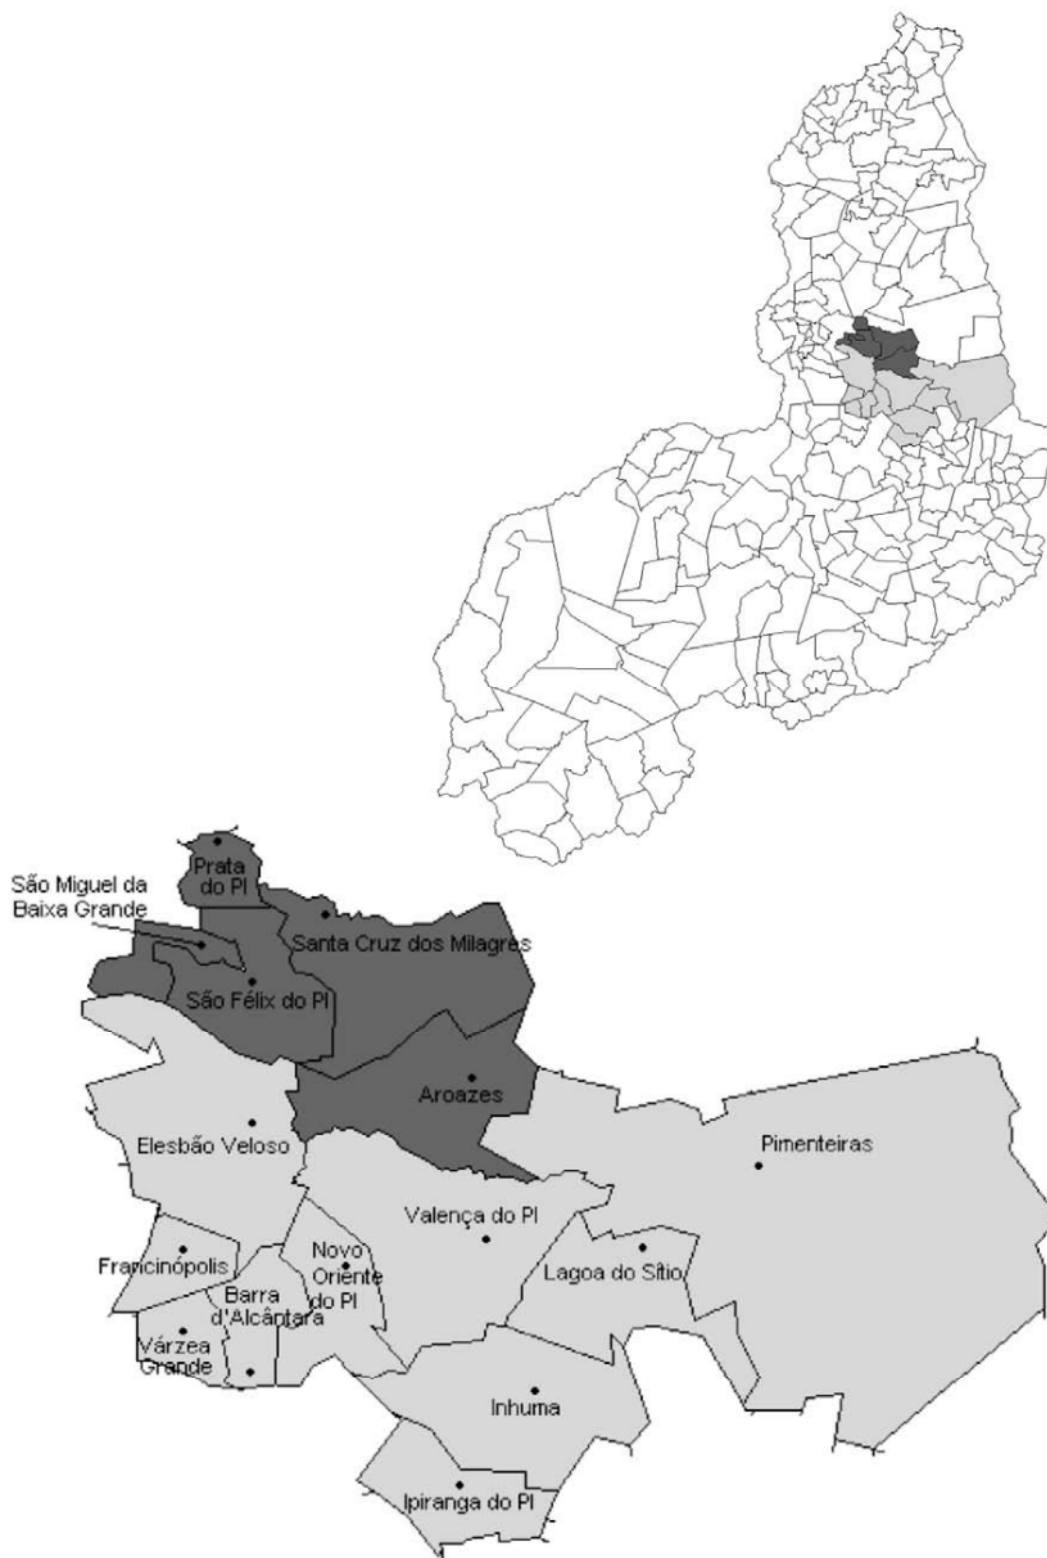 Prata
do PI
São Miguel da
Baixa Grande
Santa Cruz dos Milagres
São Félix do PI
Aroazes
Elesbão Veloso
Pimenteiras
Valença do PI
Francinópolis
Novo
Oriente
do PI
Lagoa do Sítio
Barra
d'Alcântara
Várzea
Grande
Inhuma
Ipiranga do PI